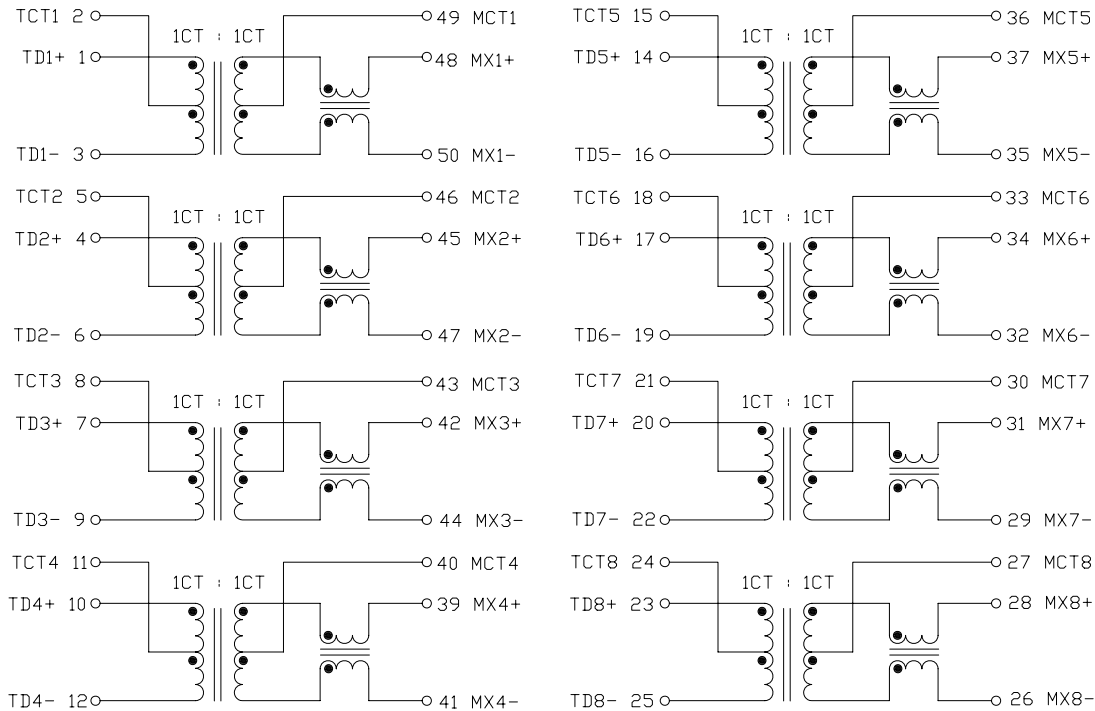 TCT1 2 49 MCT1
1CT : 1CT
TD1+ 1 48 MX1+
TD1- 3 50 MX1-
TCT2 5 46 MCT2
1CT : 1CT
TD2+ 4 45 MX2+
TD2- 6 47 MX2-
TCT3 8 43 MCT3
1CT : 1CT
TD3+ 7 42 MX3+
TD3- 9 44 MX3-
TCT4 11 40 MCT4
1CT : 1CT
TD4+ 10 39 MX4+
TD4- 12 41 MX4-
TCT5 15 36 MCT5
1CT : 1CT
TD5+ 14 37 MX5+
TD5- 16 35 MX5-
TCT6 18 33 MCT6
1CT : 1CT
TD6+ 17 34 MX6+
TD6- 19 32 MX6-
TCT7 21 30 MCT7
1CT : 1CT
TD7+ 20 31 MX7+
TD7- 22 29 MX7-
TCT8 24 27 MCT8
1CT : 1CT
TD8+ 23 28 MX8+
TD8- 25 26 MX8-